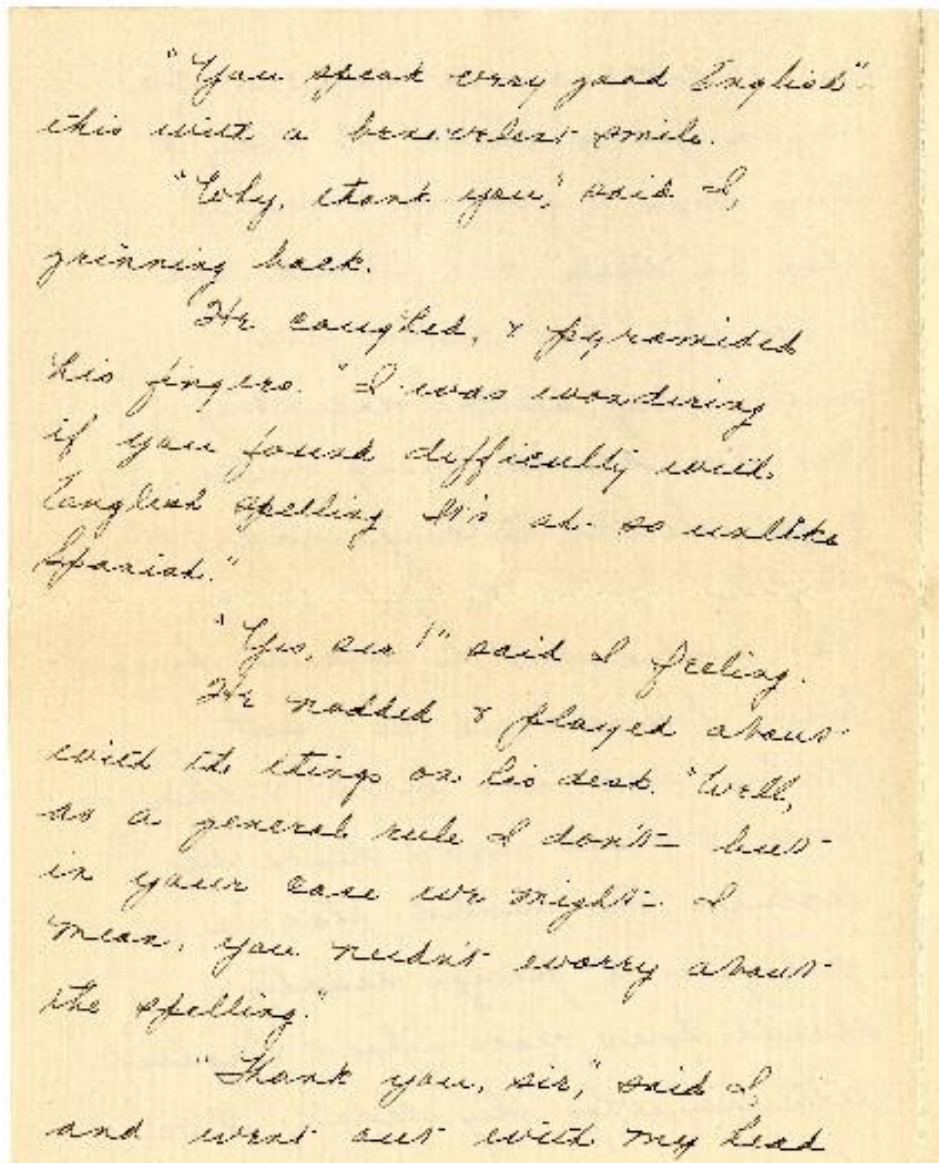 "You speak very good English"
this with a benevolent smile.
"Why, thank you," said I,
grinning back.
He coughed, & pyramided
his fingers. "I was wondering
if you found difficulty with
English spelling It's ah- so unlike
Spanish."
"Yes, sir!" said I feeling.
He nodded & played about
with the things on his desk. "Well,
as a general rule I don't - but -
in your case we might - I
mean, you needn't worry about
the spelling."
"Thank you, sir," said I
and went out with my head